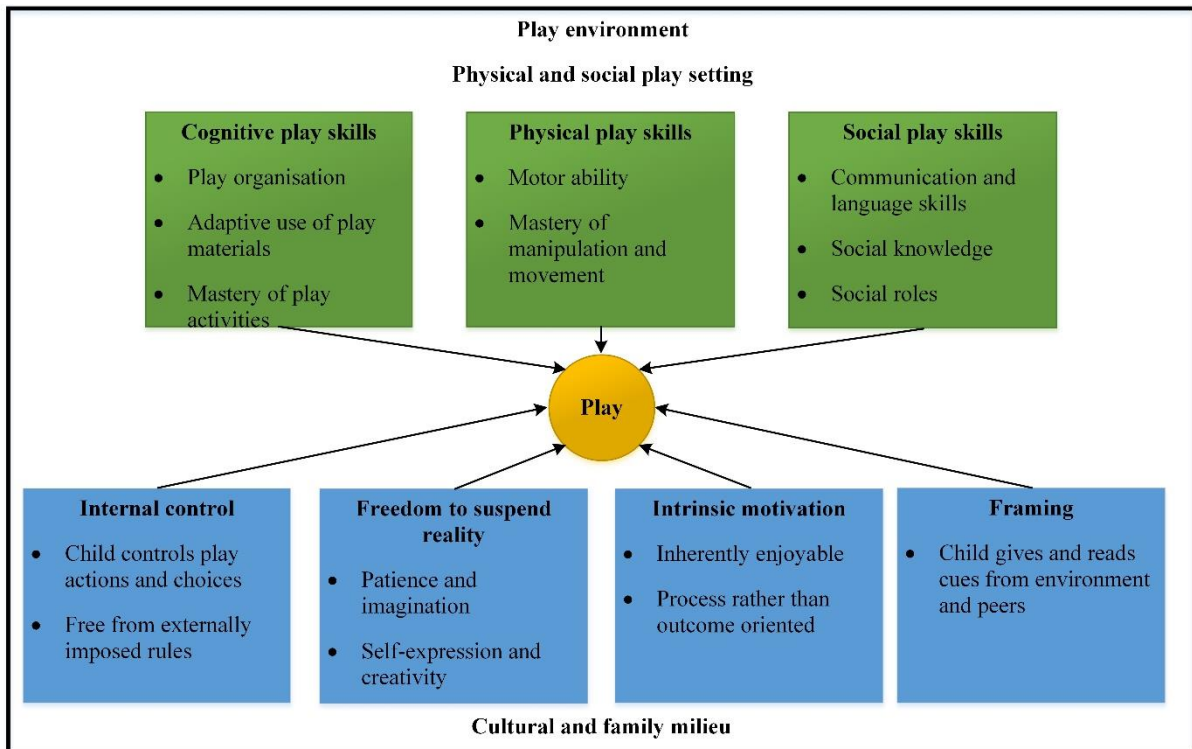 Play environment
Physical and social play setting
Cognitive play skills
• Play organisation
• Adaptive use of play
materials
• Mastery of play
activities
Physical play skills
• Motor ability
• Mastery of
manipulation and
movement
Social play skills
• Communication and
language skills
• Social knowledge
• Social roles
Play
Internal control
• Child controls play
actions and choices
• Free from externally
imposed rules
Freedom to suspend
reality
• Patience and
imagination
• Self-expression and
creativity
Intrinsic motivation
• Inherently enjoyable
• Process rather than
outcome oriented
Framing
• Child gives and reads
cues from environment
and peers
Cultural and family milieu